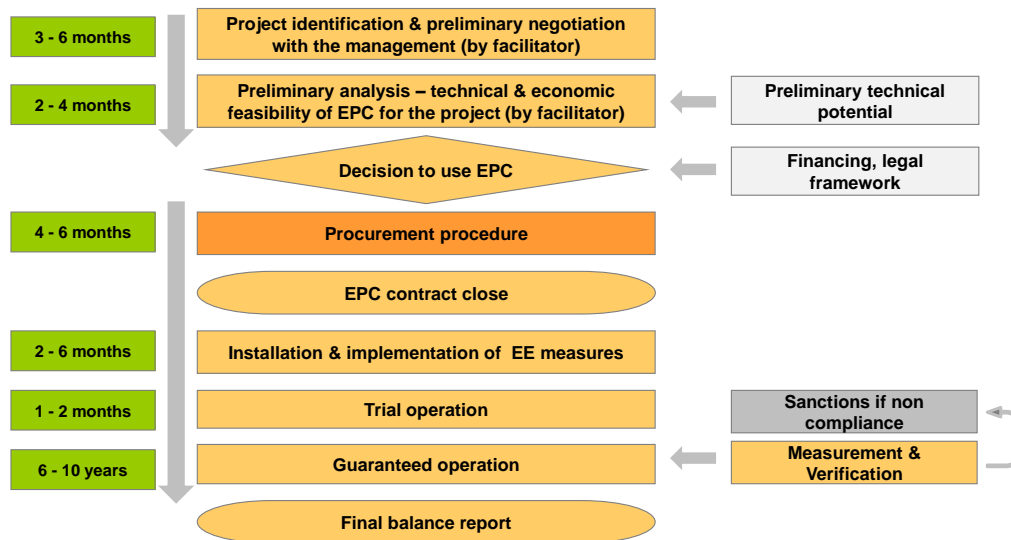 3 - 6 months
Project identification & preliminary negotiation
with the management (by facilitator)
2 - 4 months
Preliminary analysis – technical & economic
feasibility of EPC for the project (by facilitator)
Preliminary technical
potential
Decision to use EPC
Financing, legal
framework
4 - 6 months
Procurement procedure
EPC contract close
2 - 6 months
Installation & implementation of EE measures
1 - 2 months
Trial operation
Sanctions if non
compliance
6 - 10 years
Guaranteed operation
Measurement &
Verification
Final balance report